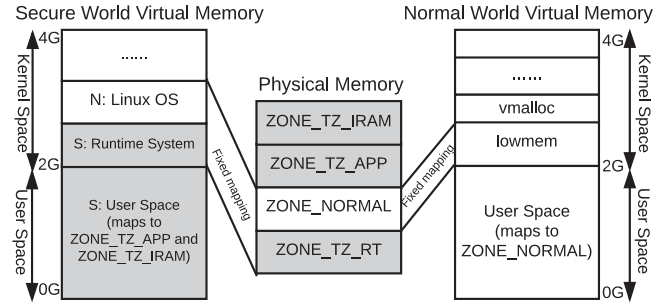 Secure World Virtual Memory
Normal World Virtual Memory
Physical Memory
4G
......
N: Linux OS
S: Runtime System
2G
S: User Space
(maps to
ZONE_TZ_APP and
ZONE_TZ_IRAM)
0G
Kernel Space
User Space
Fixed mapping
ZONE_TZ_IRAM
ZONE_TZ_APP
ZONE_NORMAL
ZONE_TZ_RT
Fixed mapping
4G
......
vmalloc
lowmem
2G
User Space
(maps to
ZONE_NORMAL)
0G
Kernel Space
User Space